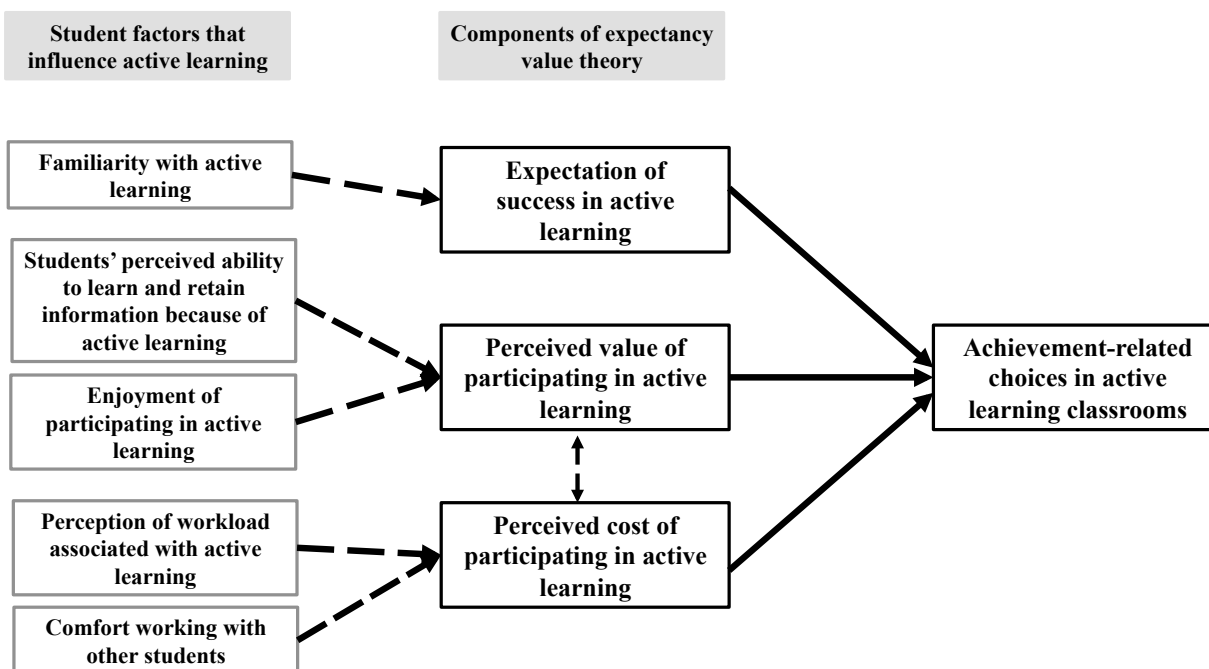 Student factors that
influence active learning
Components of expectancy
value theory
Familiarity with active
learning
Students’ perceived ability
to learn and retain
information because of
active learning
Enjoyment of
participating in active
learning
Perception of workload
associated with active
learning
Comfort working with
other students
Expectation of
success in active
learning
Perceived value of
participating in active
learning
Perceived cost of
participating in active
learning
Achievement-related
choices in active
learning classrooms